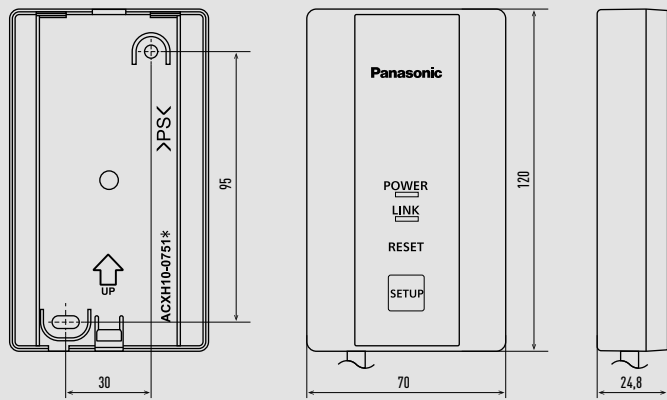 >PS<
95
UP
ACXH10-0751*
30
Panasonic
POWER
LINK
RESET
SETUP
120
70
24,8